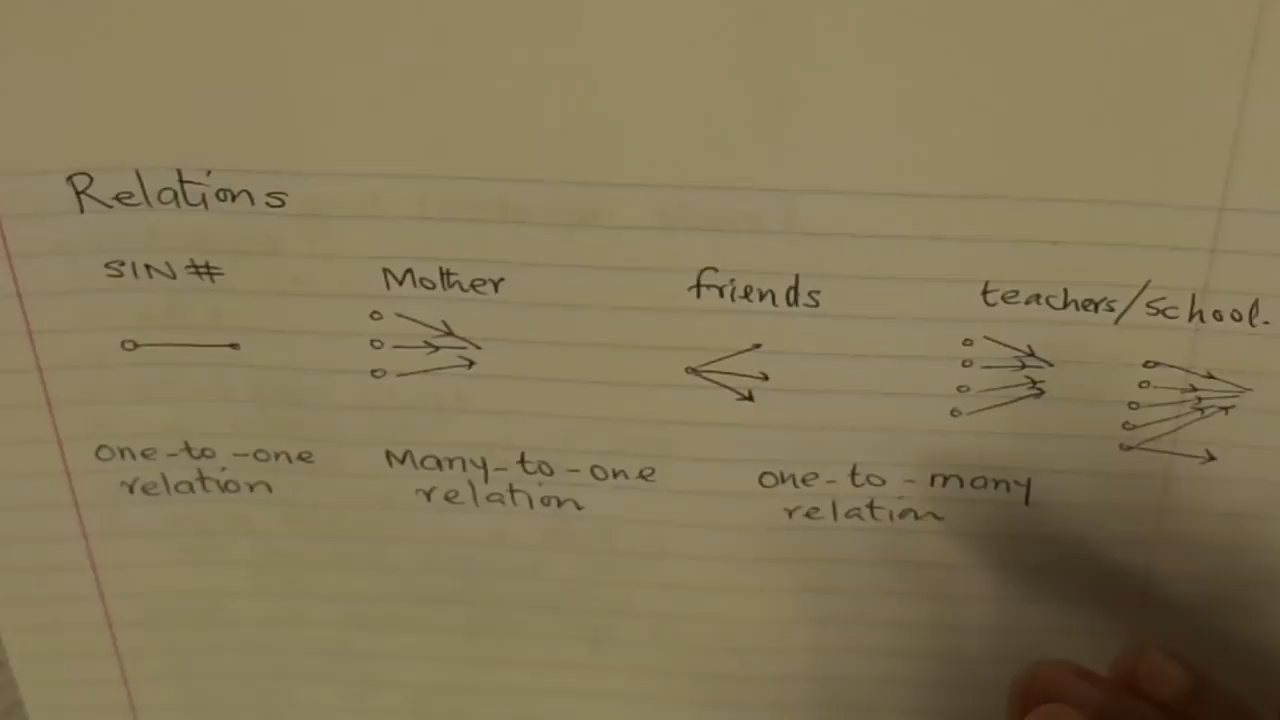 Relations
SIN # Mother friends teachers/school.
one-to-one Many-to-one one-to-many
relation relation relation